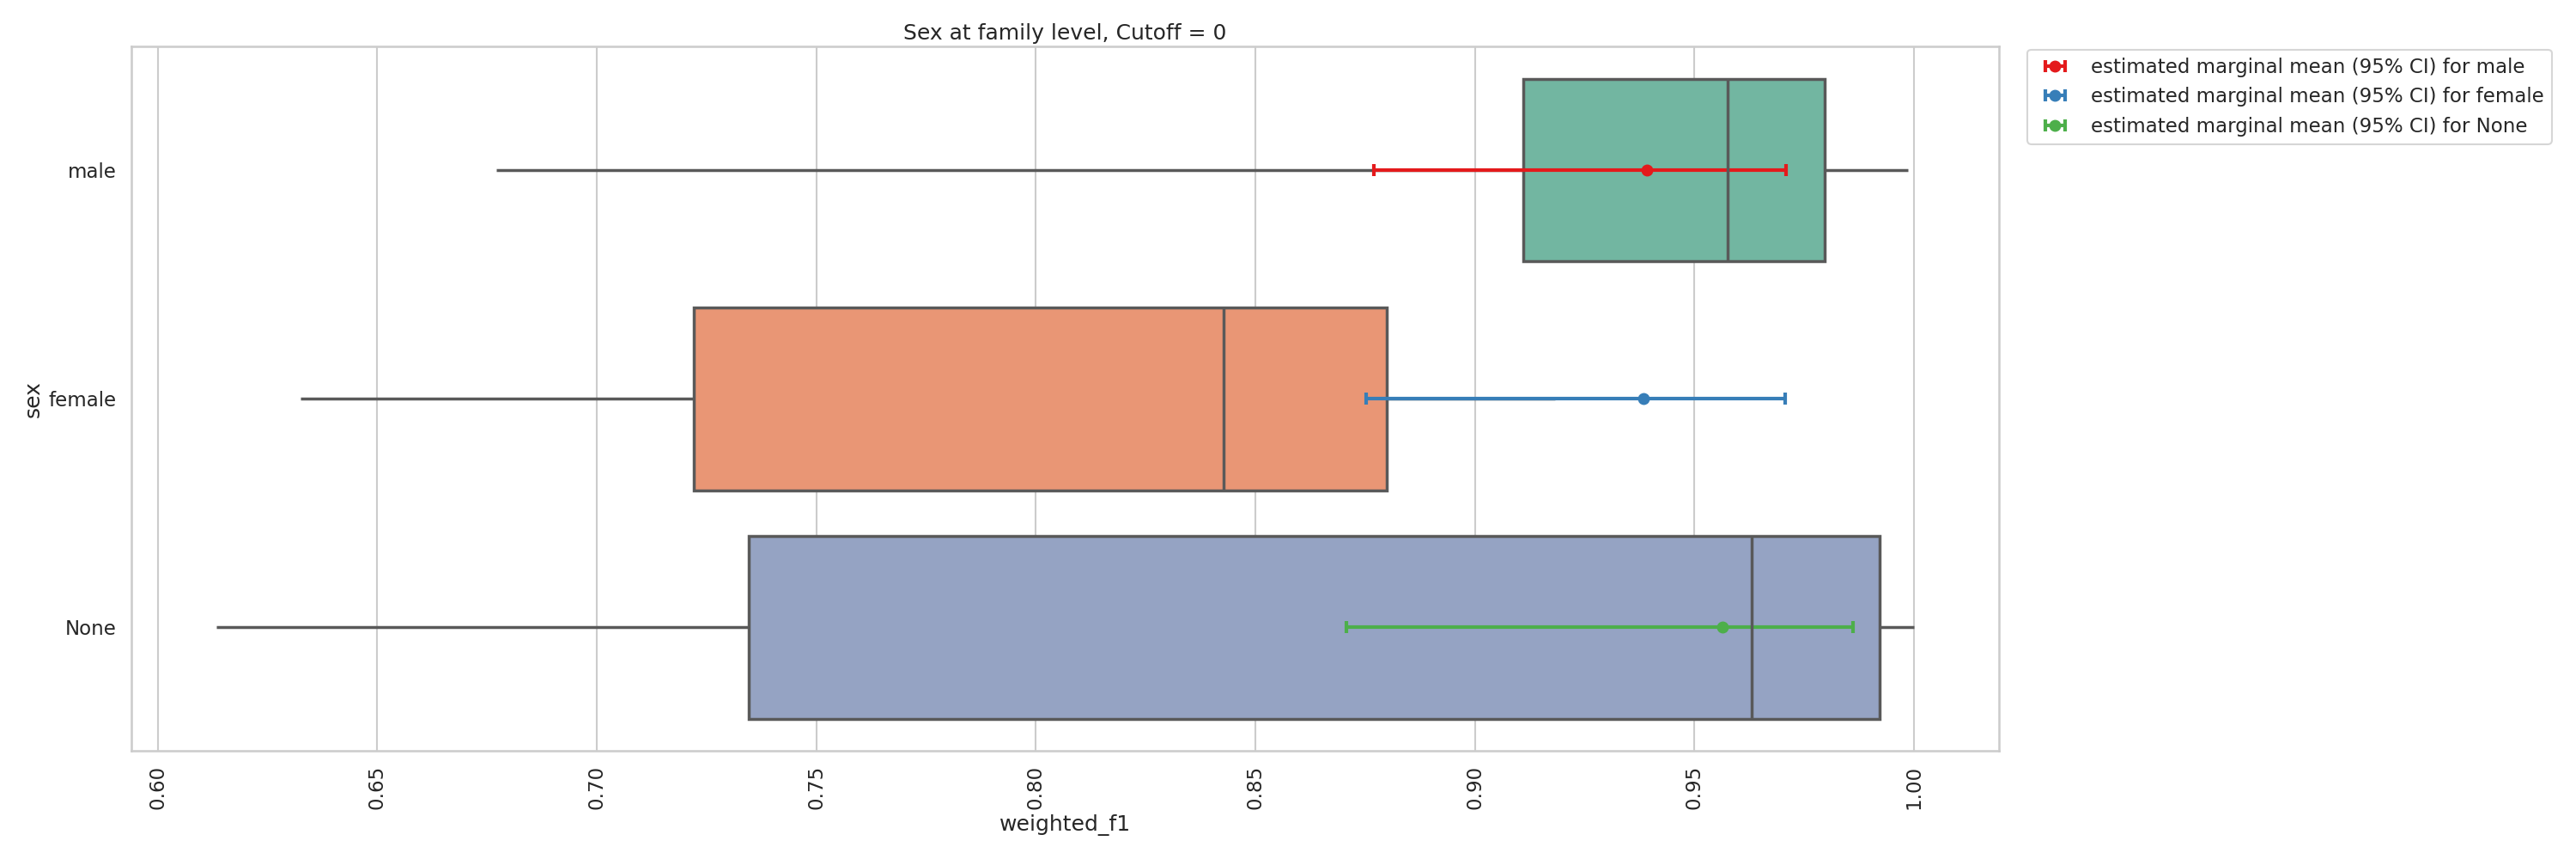 Sex at family level, Cutoff = 0
estimated marginal mean (95% CI) for male
estimated marginal mean (95% CI) for female
estimated marginal mean (95% CI) for None
male
female
None
sex
0.60
0.65
0.70
0.75
0.80
0.85
0.90
0.95
1.00
weighted_f1